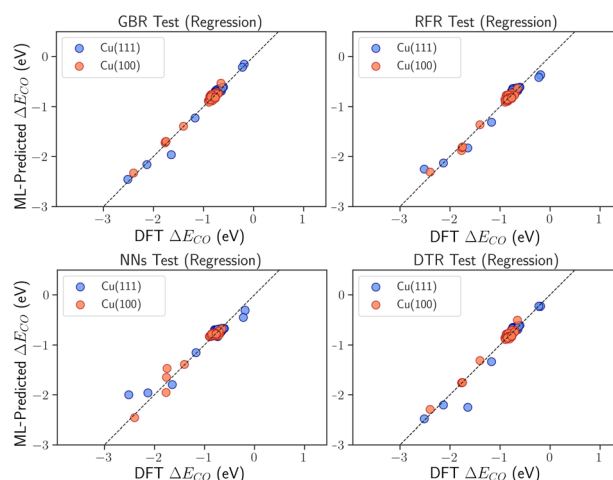 GBR Test (Regression)
Cu(111)
Cu(100)
ML-Predicted ΔE_CO (eV)
0
−1
−2
−3
−3 −2 −1 0 1
DFT ΔE_CO (eV)
RFR Test (Regression)
Cu(111)
Cu(100)
0
−1
−2
−3
−3 −2 −1 0 1
DFT ΔE_CO (eV)
NNs Test (Regression)
Cu(111)
Cu(100)
ML-Predicted ΔE_CO (eV)
0
−1
−2
−3
−3 −2 −1 0 1
DFT ΔE_CO (eV)
DTR Test (Regression)
Cu(111)
Cu(100)
0
−1
−2
−3
−3 −2 −1 0 1
DFT ΔE_CO (eV)